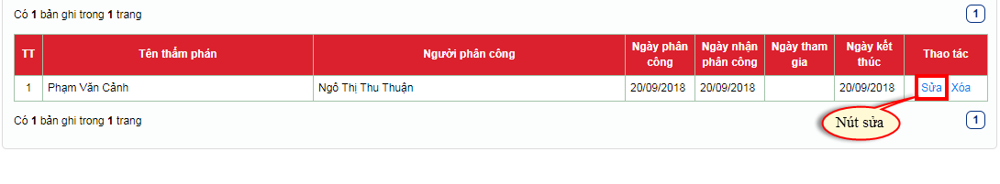 Có 1 bản ghi trong 1 trang 1
TT Tên thẩm phán Người phân công Ngày phân công Ngày nhận phân công Ngày tham gia Ngày kết thúc Thao tác
1 Phạm Văn Cảnh Ngô Thị Thu Thuận 20/09/2018 20/09/2018 20/09/2018 Sửa Xóa
Có 1 bản ghi trong 1 trang 1
Nút sửa